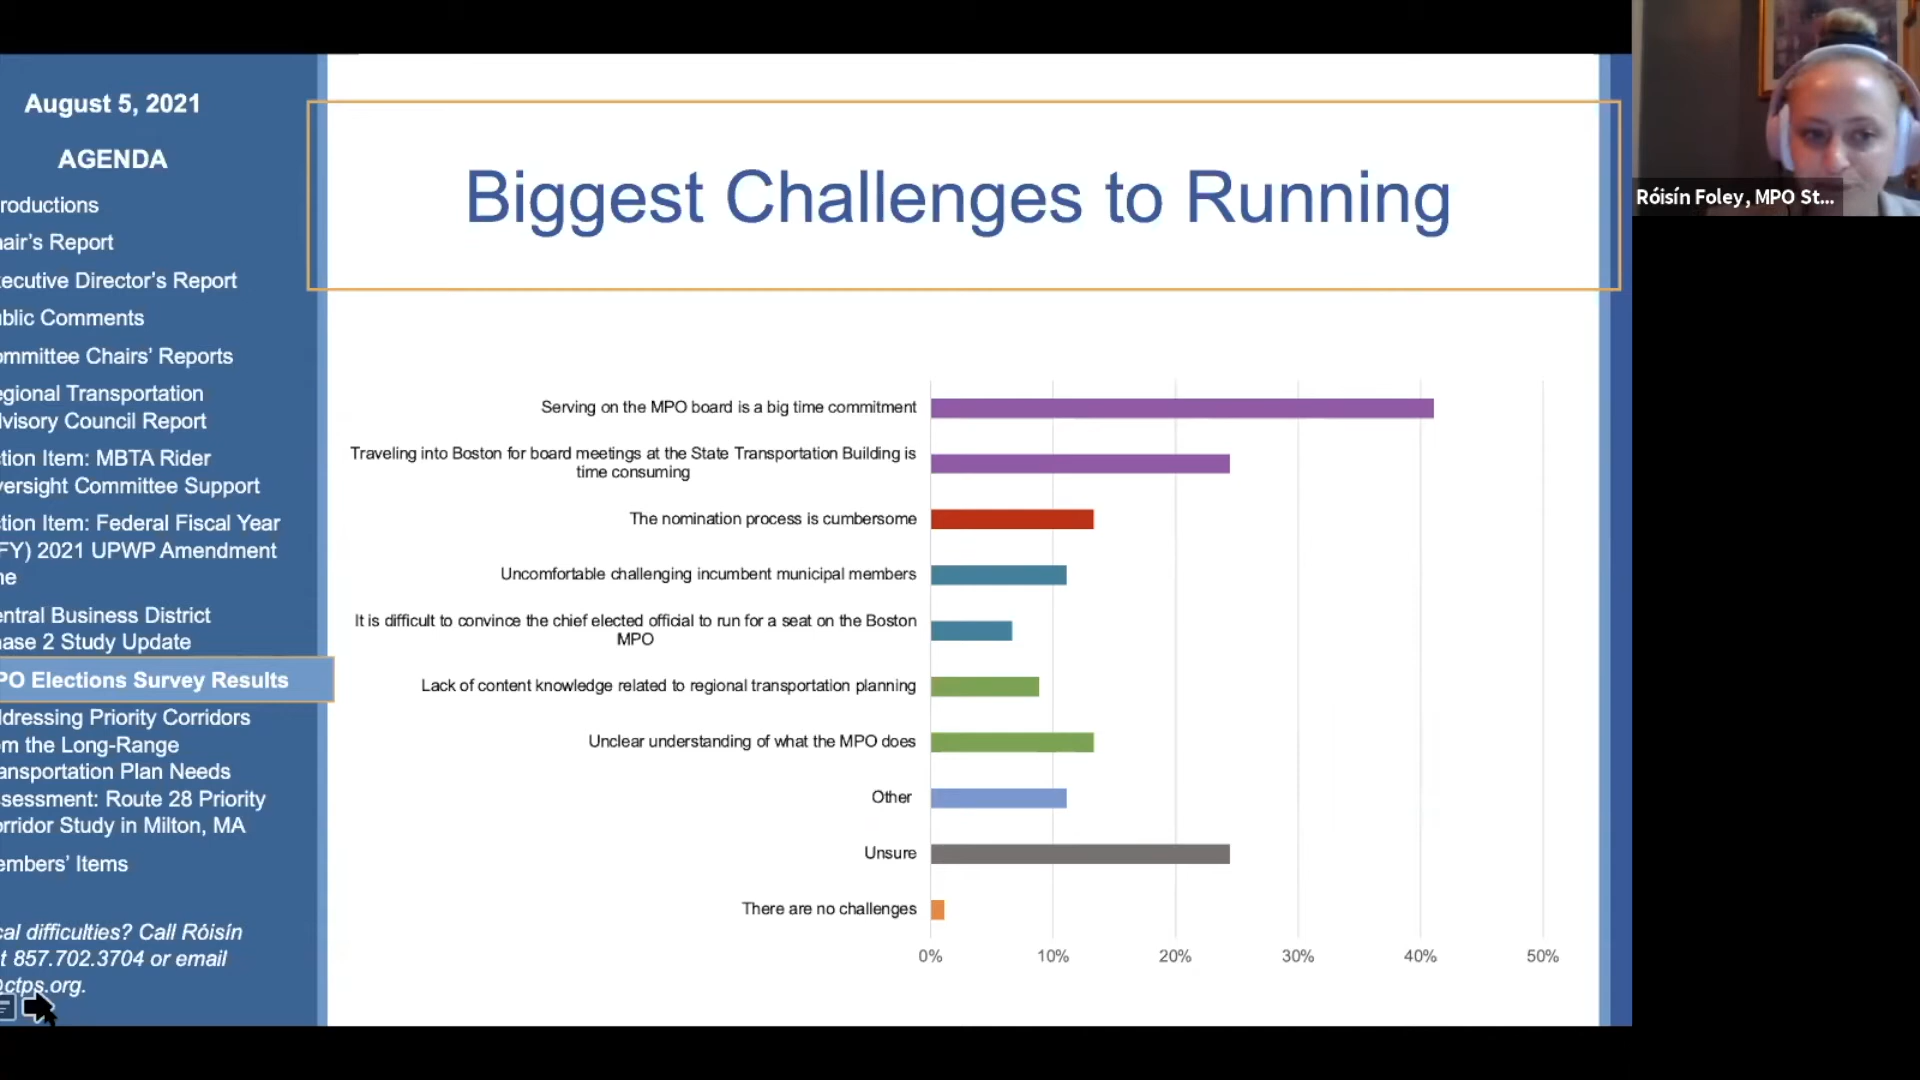 August 5, 2021
AGENDA
roductions
air's Report
ecutive Director's Report
blic Comments
ommittee Chairs' Reports
egional Transportation
lvisory Council Report
tion Item: MBTA Rider
versight Committee Support
tion Item: Federal Fiscal Year
FY) 2021 UPWP Amendment
ne
entral Business District
hase 2 Study Update
PO Elections Survey Results
ldressing Priority Corridors
om the Long-Range
ansportation Plan Needs
ssessment: Route 28 Priority
orridor Study in Milton, MA
embers' Items
cal difficulties? Call Róisín
t 857.702.3704 or email
@ctps.org.
Biggest Challenges to Running
Serving on the MPO board is a big time commitment
Traveling into Boston for board meetings at the State Transportation Building is
time consuming
The nomination process is cumbersome
Uncomfortable challenging incumbent municipal members
It is difficult to convince the chief elected official to run for a seat on the Boston
MPO
Lack of content knowledge related to regional transportation planning
Unclear understanding of what the MPO does
Other
Unsure
There are no challenges
0% 10% 20% 30% 40% 50%
Róisín Foley, MPO St...